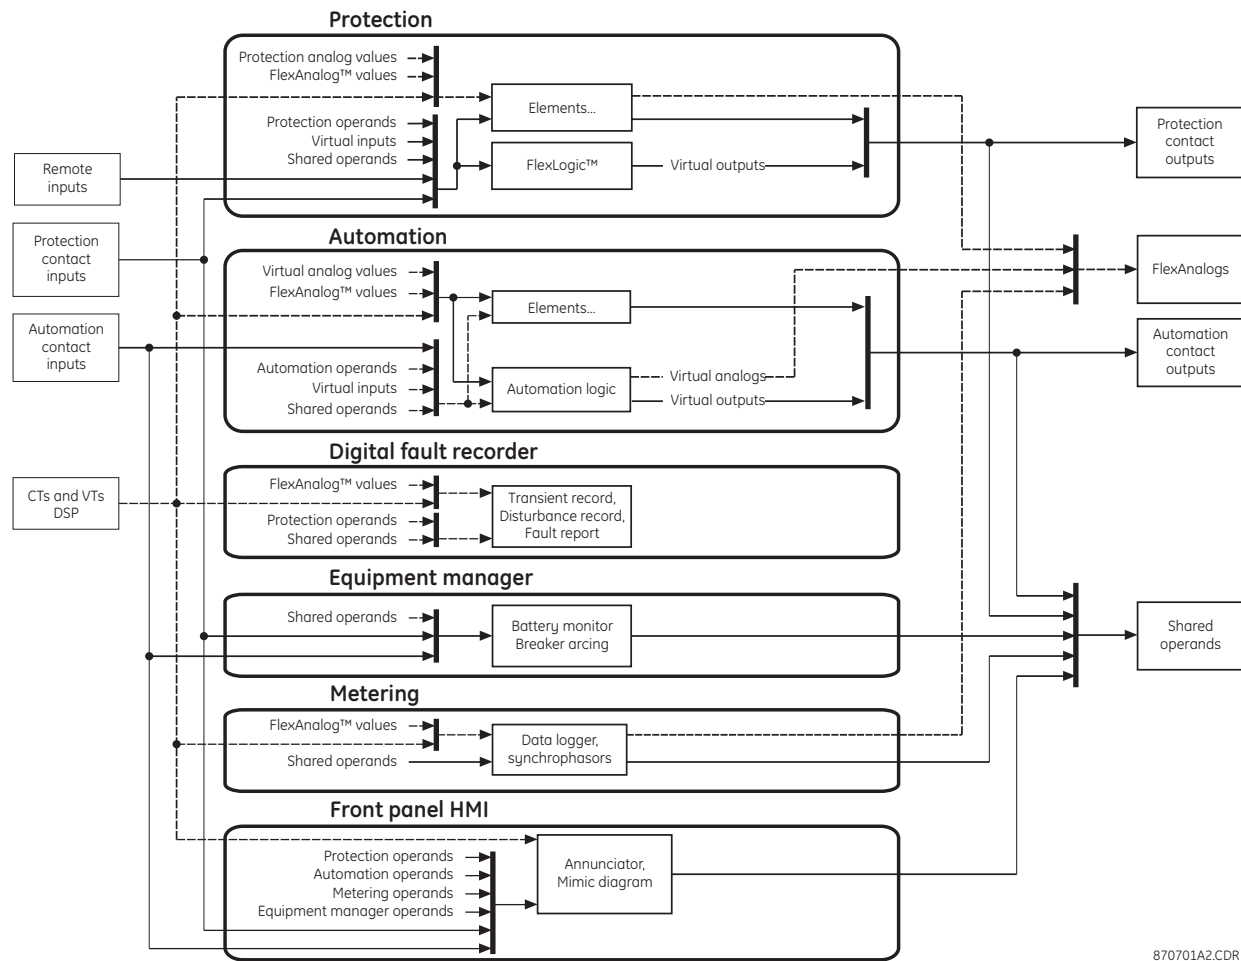 Protection
Protection analog values
FlexAnalog™ values
Elements...
Protection operands
Virtual inputs
Shared operands
FlexLogic™
Virtual outputs
Protection
contact
outputs
Remote
inputs
Protection
contact
inputs
Automation
contact
inputs
Automation
Virtual analog values
FlexAnalog™ values
Elements...
Automation operands
Virtual inputs
Shared operands
Automation logic
Virtual analogs
Virtual outputs
FlexAnalogs
Automation
contact
outputs
Digital fault recorder
CTs and VTs
DSP
FlexAnalog™ values
Protection operands
Shared operands
Transient record,
Disturbance record,
Fault report
Equipment manager
Shared operands
Battery monitor
Breaker arcing
Shared
operands
Metering
FlexAnalog™ values
Shared operands
Data logger,
synchrophasors
Front panel HMI
Protection operands
Automation operands
Metering operands
Equipment manager operands
Annunciator,
Mimic diagram
870701A2.CDR